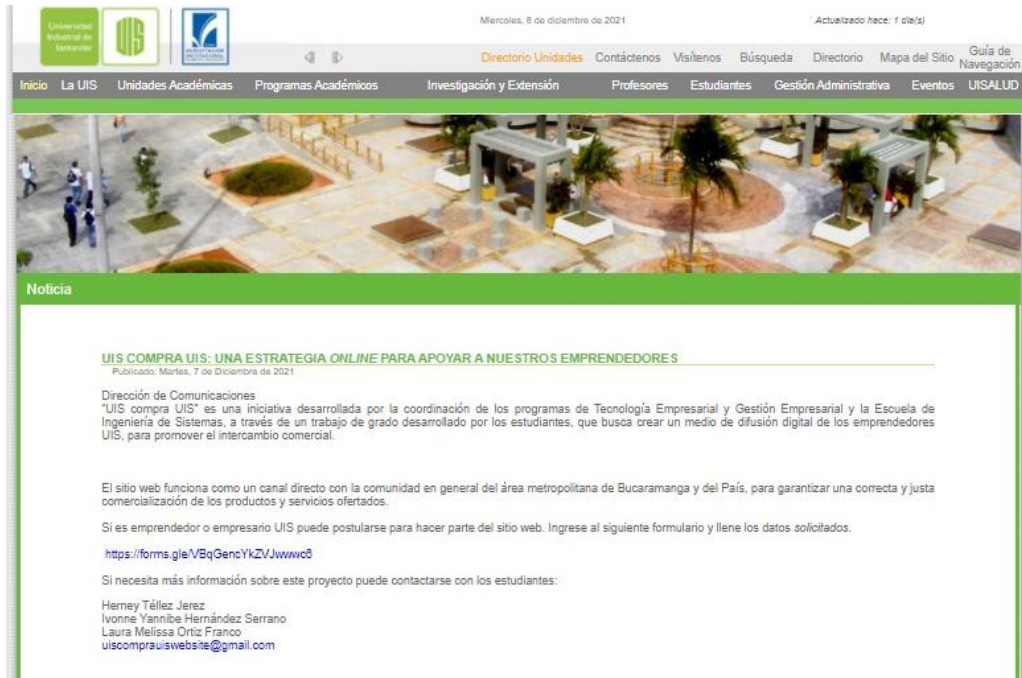 Universidad
Industrial de
Santander
UIS
Miercoles, 8 de diciembre de 2021
Actualizado hace: 1 día(s)
Directorio Unidades Contáctenos Visítenos Búsqueda Directorio Mapa del Sitio Guía de Navegación
Inicio La UIS Unidades Académicas Programas Académicos Investigación y Extensión Profesores Estudiantes Gestión Administrativa Eventos UISALUD
Noticia
UIS COMPRA UIS: UNA ESTRATEGIA ONLINE PARA APOYAR A NUESTROS EMPRENDEDORES
Publicado: Martes, 7 de Diciembre de 2021
Dirección de Comunicaciones
"UIS compra UIS" es una iniciativa desarrollada por la coordinación de los programas de Tecnología Empresarial y Gestión Empresarial y la Escuela de
Ingeniería de Sistemas, a través de un trabajo de grado desarrollado por los estudiantes, que busca crear un medio de difusión digital de los emprendedores
UIS, para promover el intercambio comercial.
El sitio web funciona como un canal directo con la comunidad en general del área metropolitana de Bucaramanga y del País, para garantizar una correcta y justa
comercialización de los productos y servicios ofertados.
Si es emprendedor o empresario UIS puede postularse para hacer parte del sitio web. Ingrese al siguiente formulario y llene los datos solicitados.
https://forms.gle/VBqGencYkZVJwwwc6
Si necesita más información sobre este proyecto puede contactarse con los estudiantes:
Herney Téllez Jerez
Ivonne Yannibe Hernández Serrano
Laura Melissa Ortiz Franco
uiscomprauiswebsite@gmail.com